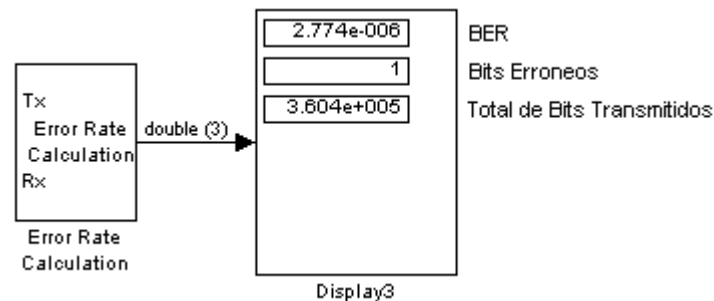 2.774e-006 BER
1 Bits Erroneos
3.604e+005 Total de Bits Transmitidos
Tx
Error Rate
Calculation
Rx
double (3)
Error Rate
Calculation
Display3